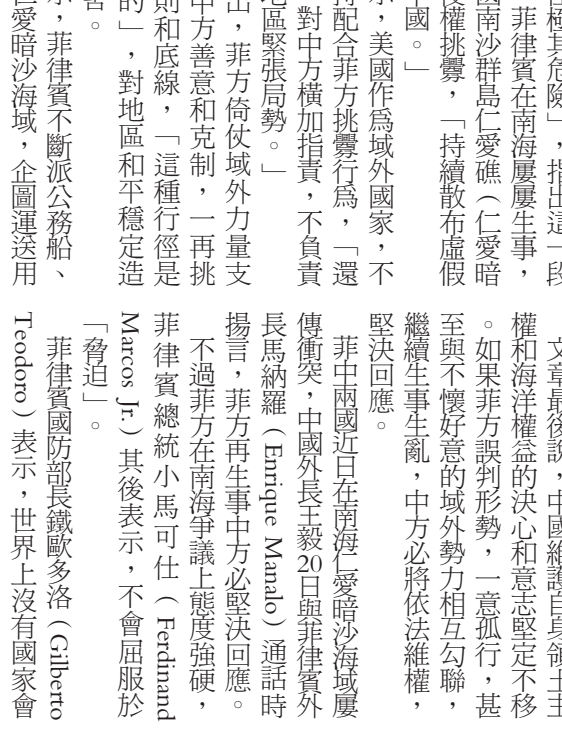 極其危險」，指出這一段
菲律賓在南海屢屢生事，
國南沙群島仁愛礁（仁愛暗
權挑釁，「持續散布虛假
國。」
，美國作爲域外國家，不
持配合菲方挑釁行爲，「還
對中方橫加指責，不負責
地區緊張局勢。」
出，菲方倚仗域外力量支
中方善意和克制，一再挑
則和底線，「這種行徑是
的」，對地區和平穩定造
。
，菲律賓不斷派公務船、
仁愛暗沙海域，企圖運送用
文章最後說，中國維護自身領土主
權和海洋權益的決心和意志堅定不移
。如果菲方誤判形勢，一意孤行，甚
至與不懷好意的域外勢力相互勾聯，
繼續生事生亂，中方必將依法維權，
堅決回應。
菲中兩國近日在南海仁愛暗沙海域屢
傳衝突，中國外長王毅20日與菲律賓外
長馬納羅（Enrique Manalo）通話時
揚言，菲方再生事中方必堅決回應。
不過菲方在南海爭議上態度強硬，
菲律賓總統小馬可仕（Ferdinand
Marcos Jr.）其後表示，不會屈服於
「脅迫」。
菲律賓國防部長鐵歐多洛（Gilberto
Teodoro）表示，世界上沒有國家會